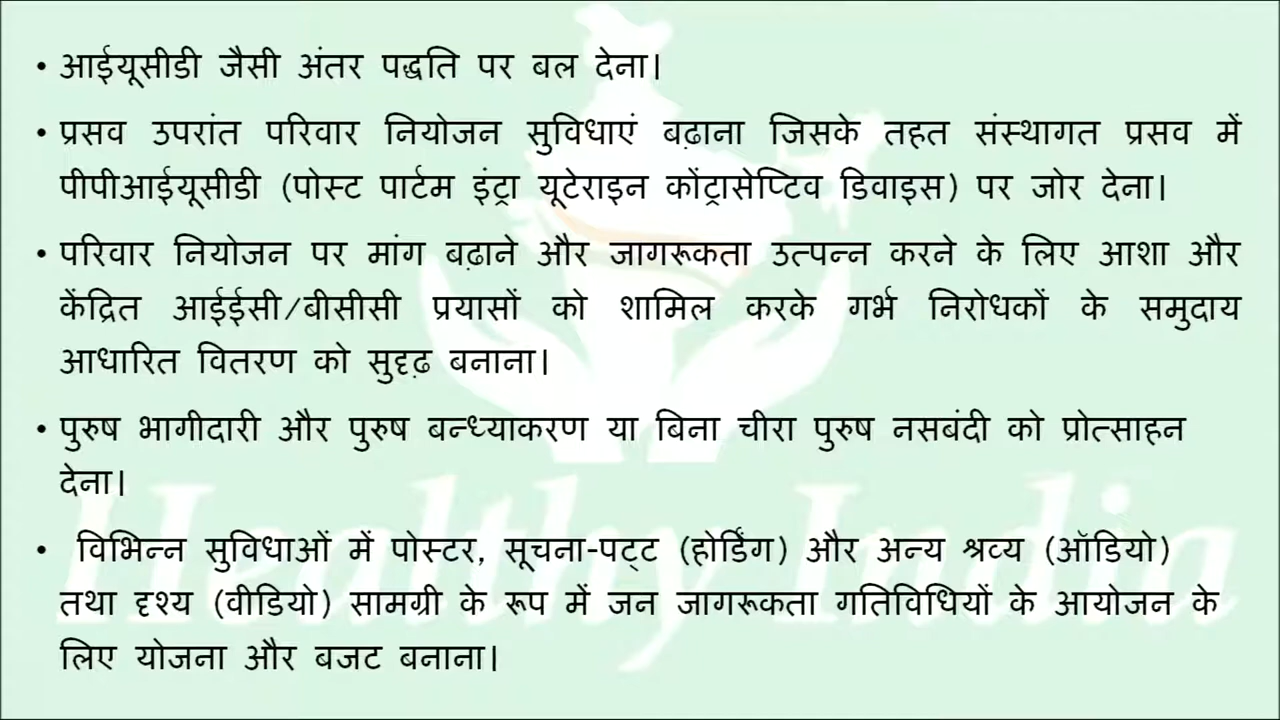 • आईयूसीडी जैसी अंतर पद्धति पर बल देना।
• प्रसव उपरांत परिवार नियोजन सुविधाएं बढ़ाना जिसके तहत संस्थागत प्रसव में
पीपीआईयूसीडी (पोस्ट पार्टम इंट्रा यूटेराइन कोंट्रासेप्टिव डिवाइस) पर जोर देना।
• परिवार नियोजन पर मांग बढ़ाने और जागरूकता उत्पन्न करने के लिए आशा और
केंद्रित आईईसी/बीसीसी प्रयासों को शामिल करके गर्भ निरोधकों के समुदाय
आधारित वितरण को सुदृढ़ बनाना।
• पुरुष भागीदारी और पुरुष बन्ध्याकरण या बिना चीरा पुरुष नसबंदी को प्रोत्साहन
देना।
• विभिन्न सुविधाओं में पोस्टर, सूचना-पट्ट (होर्डिंग) और अन्य श्रव्य (ऑडियो)
तथा दृश्य (वीडियो) सामग्री के रूप में जन जागरूकता गतिविधियों के आयोजन के
लिए योजना और बजट बनाना।
Healthy India